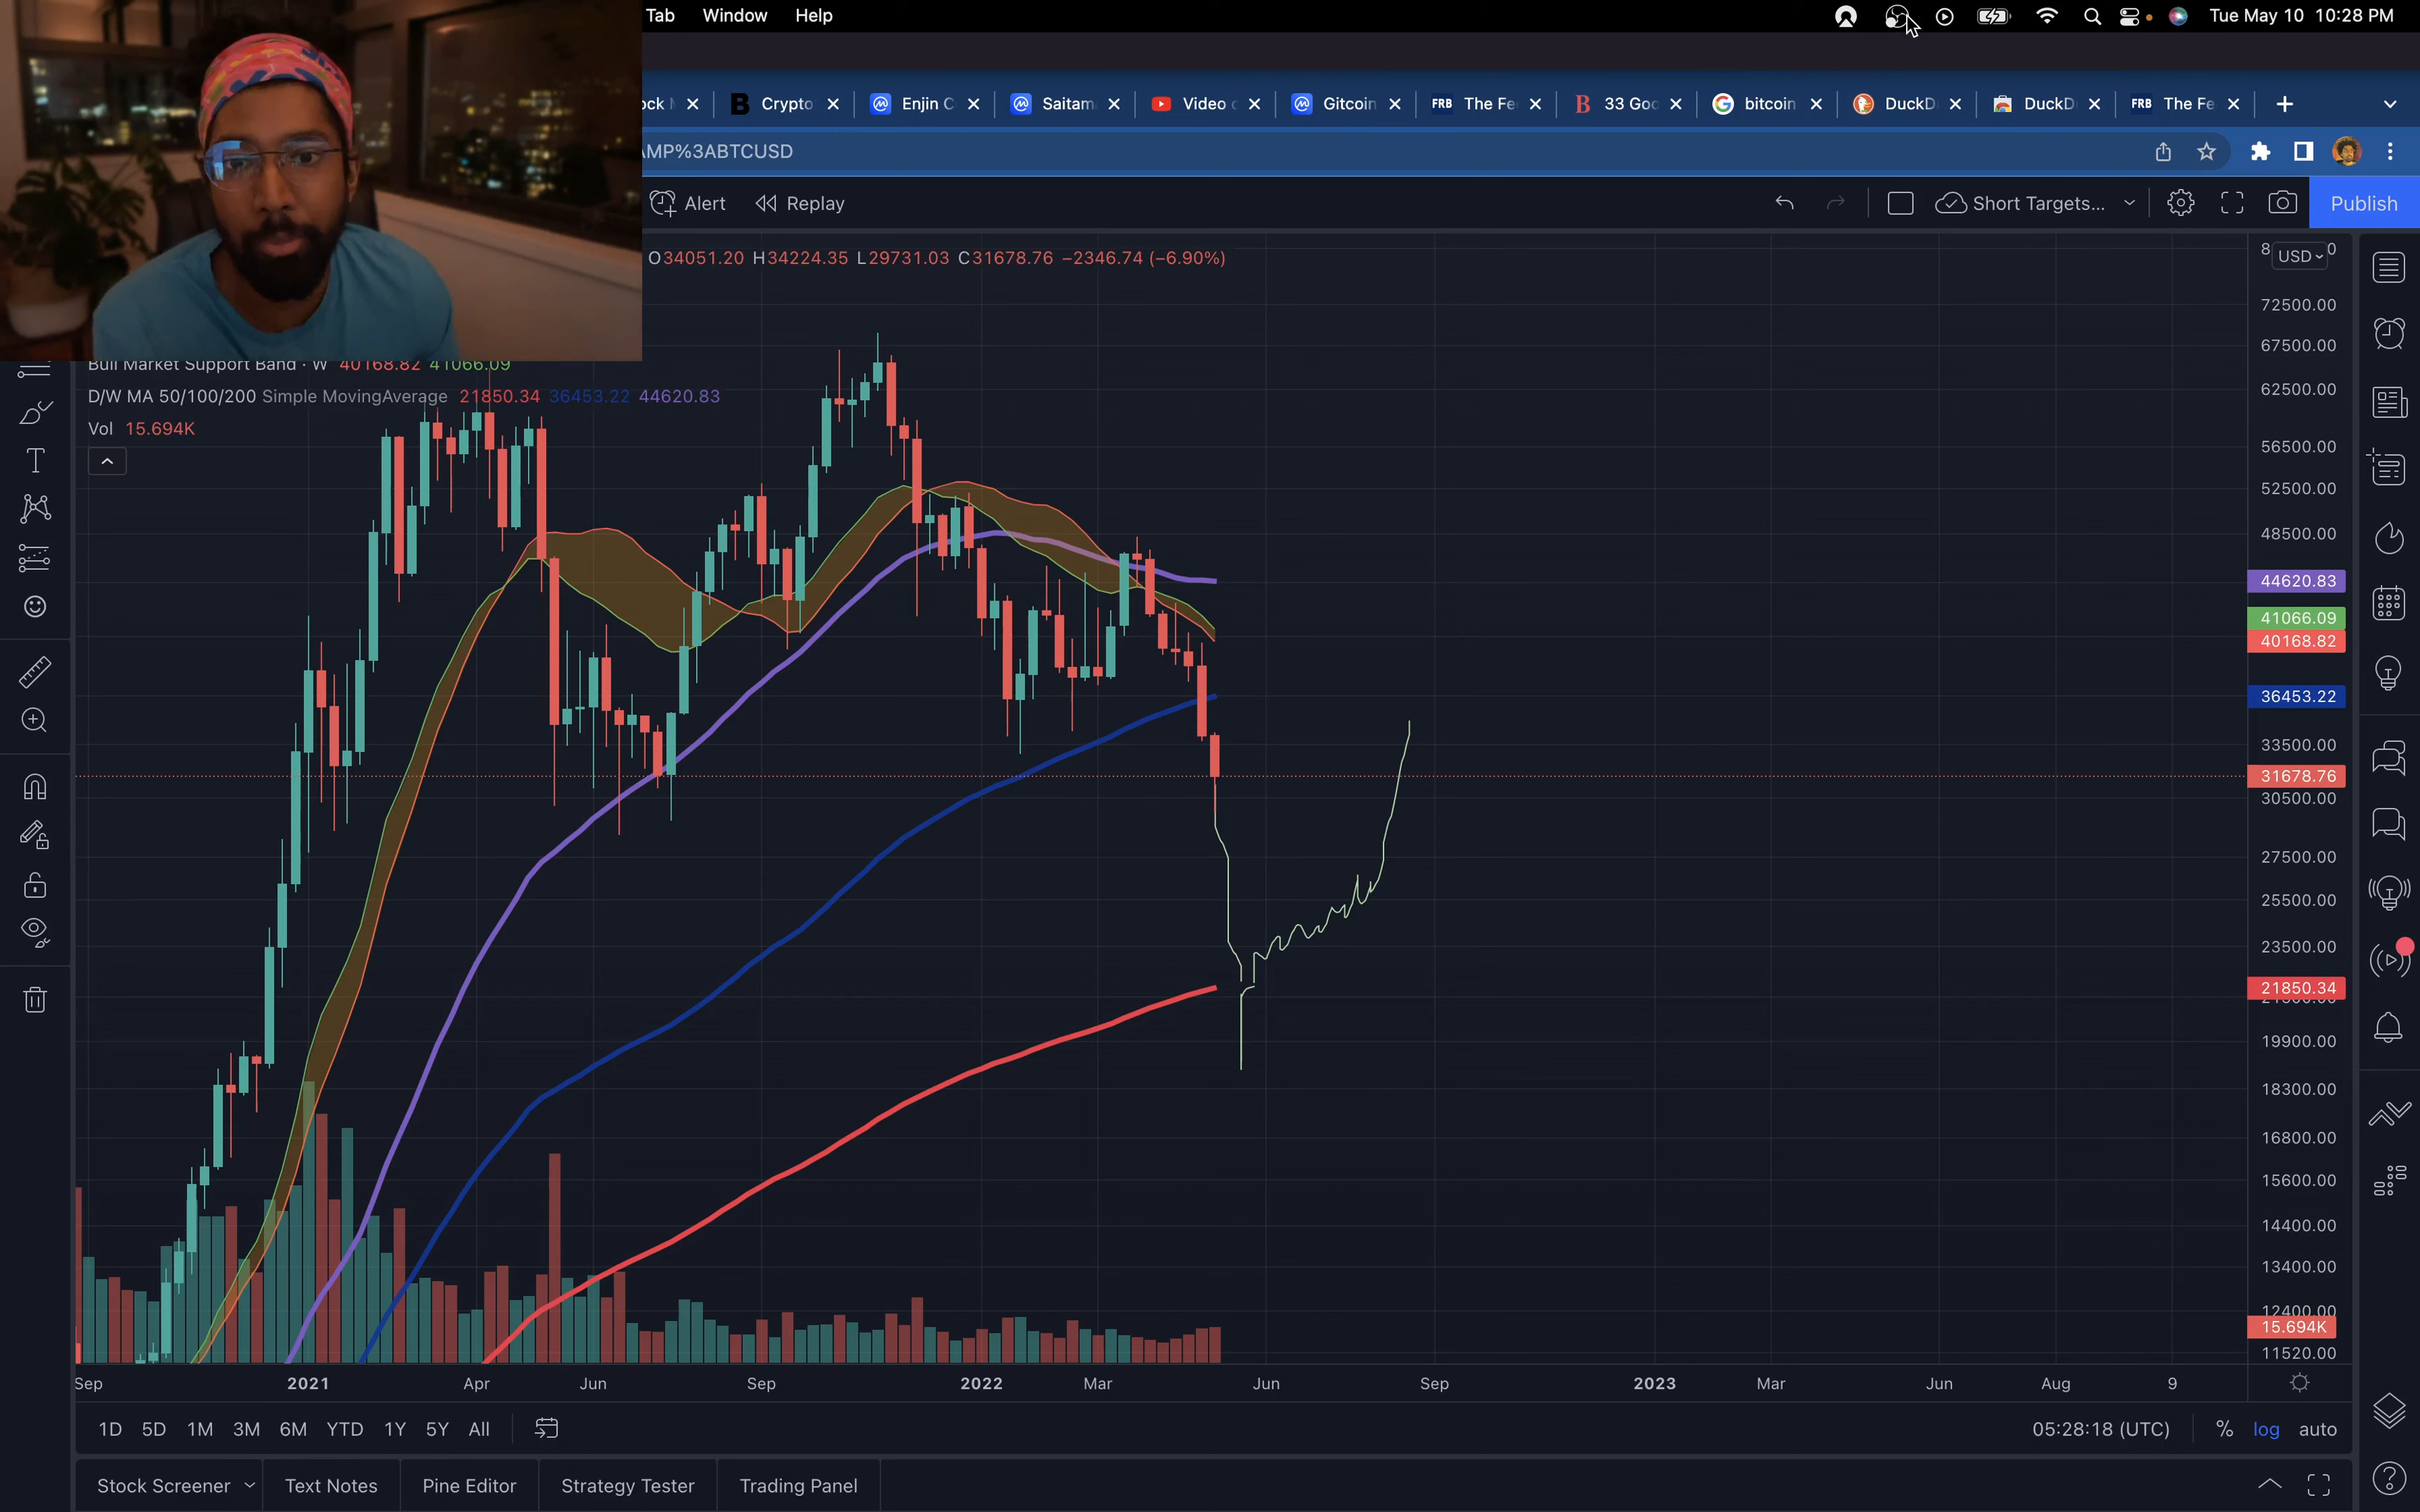 Tab Window Help Tue May 10 10:28 PM
Crypto Enjin C Saitam Video Gitcoin FRB The Fe B 33 Goo bitcoin DuckD DuckD FRB The Fe
AMP%3ABTCUSD
Alert Replay Short Targets... Publish
O34051.20 H34224.35 L29731.03 C31678.76 −2346.74 (−6.90%)
USD
Bull Market Support Band · W 40168.82 41066.09
D/W MA 50/100/200 Simple MovingAverage 21850.34 36453.22 44620.83
Vol 15.694K
72500.00
67500.00
62500.00
56500.00
52500.00
48500.00
44620.83
41066.09
40168.82
36453.22
33500.00
31678.76
30500.00
27500.00
25500.00
23500.00
21850.34
19900.00
18300.00
16800.00
15600.00
14400.00
13400.00
12400.00
15.694K
11520.00
Sep 2021 Apr Jun Sep 2022 Mar Jun Sep 2023 Mar Jun Aug 9
1D 5D 1M 3M 6M YTD 1Y 5Y All 05:28:18 (UTC) % log auto
Stock Screener Text Notes Pine Editor Strategy Tester Trading Panel